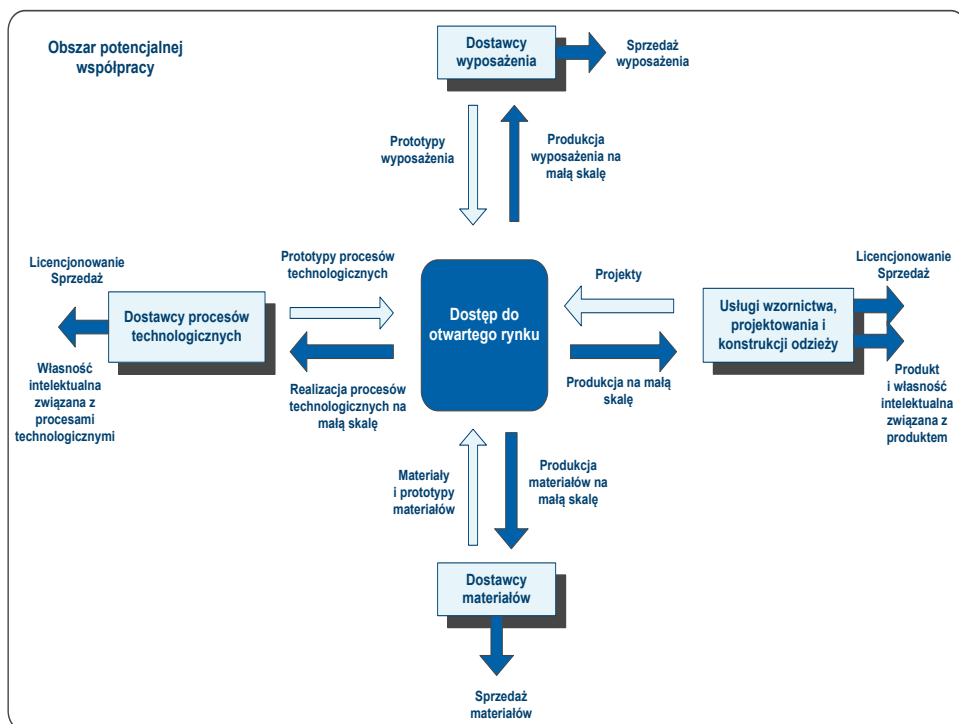 Obszar potencjalnej
współpracy
Dostawcy
wyposażenia
Sprzedaż
wyposażenia
Prototypy
wyposażenia
Produkcja
wyposażenia na
małą skalę
Licencjonowanie
Sprzedaż
Prototypy procesów
technologicznych
Projekty
Licencjonowanie
Sprzedaż
Dostawcy procesów
technologicznych
Dostęp do
otwartego rynku
Usługi wzornictwa,
projektowania i
konstrukcji odzieży
Własność
intelektualna
związana z
procesami
technologicznymi
Realizacja procesów
technologicznych na
małą skalę
Produkcja na małą
skalę
Produkt
i własność
intelektualna
związana z
produktem
Materiały
i prototypy
materiałów
Produkcja
materiałów na
małą skalę
Dostawcy
materiałów
Sprzedaż
materiałów